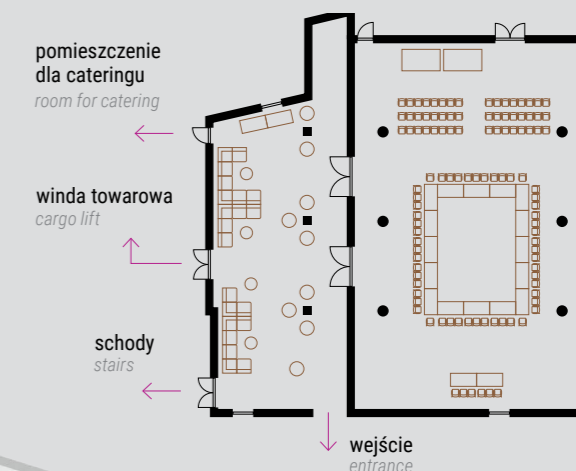 pomieszczenie
dla cateringu
room for catering
winda towarowa
cargo lift
schody
stairs
wejście
entrance